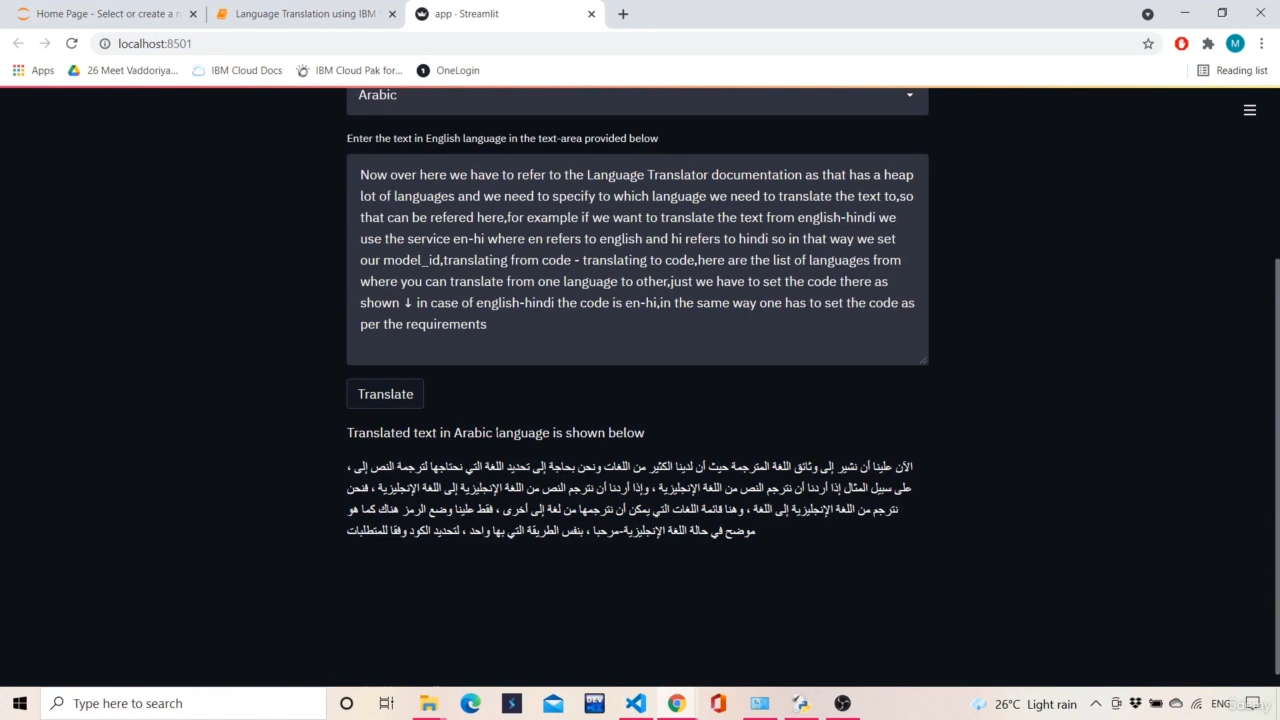 Home Page - Select or create a n
Language Translation using IBM
app · Streamlit
localhost:8501
M
Apps
26 Meet Vaddoriya...
IBM Cloud Docs
IBM Cloud Pak for...
OneLogin
Reading list
Arabic
Enter the text in English language in the text-area provided below
Now over here we have to refer to the Language Translator documentation as that has a heap
lot of languages and we need to specify to which language we need to translate the text to,so
that can be refered here,for example if we want to translate the text from english-hindi we
use the service en-hi where en refers to english and hi refers to hindi so in that way we set
our model_id,translating from code - translating to code,here are the list of languages from
where you can translate from one language to other,just we have to set the code there as
shown ↓ in case of english-hindi the code is en-hi,in the same way one has to set the code as
per the requirements
Translate
Translated text in Arabic language is shown below
الآن علينا أن نشير إلى وثائق اللغة المترجمة حيث أن لدينا الكثير من اللغات ونحن بحاجة إلى تحديد اللغة التي نحتاجها لترجمة النص إلى ،
على سبيل المثال إذا أردنا أن نترجم النص من اللغة الإنجليزية ، وإذا أردنا أن نترجم النص من اللغة الإنجليزية إلى اللغة الإنجليزية ، فنحن
نترجم من اللغة الإنجليزية إلى اللغة ، وهنا قائمة اللغات التي يمكن أن نترجمها من لغة إلى أخرى ، فقط علينا وضع الرمز هناك كما هو
موضح في حالة اللغة الإنجليزية-مرحبا ، بنفس الطريقة التي بها واحد ، لتحديد الكود وفقا للمتطلبات
Type here to search
DEV
26°C Light rain
ENG
Udemy